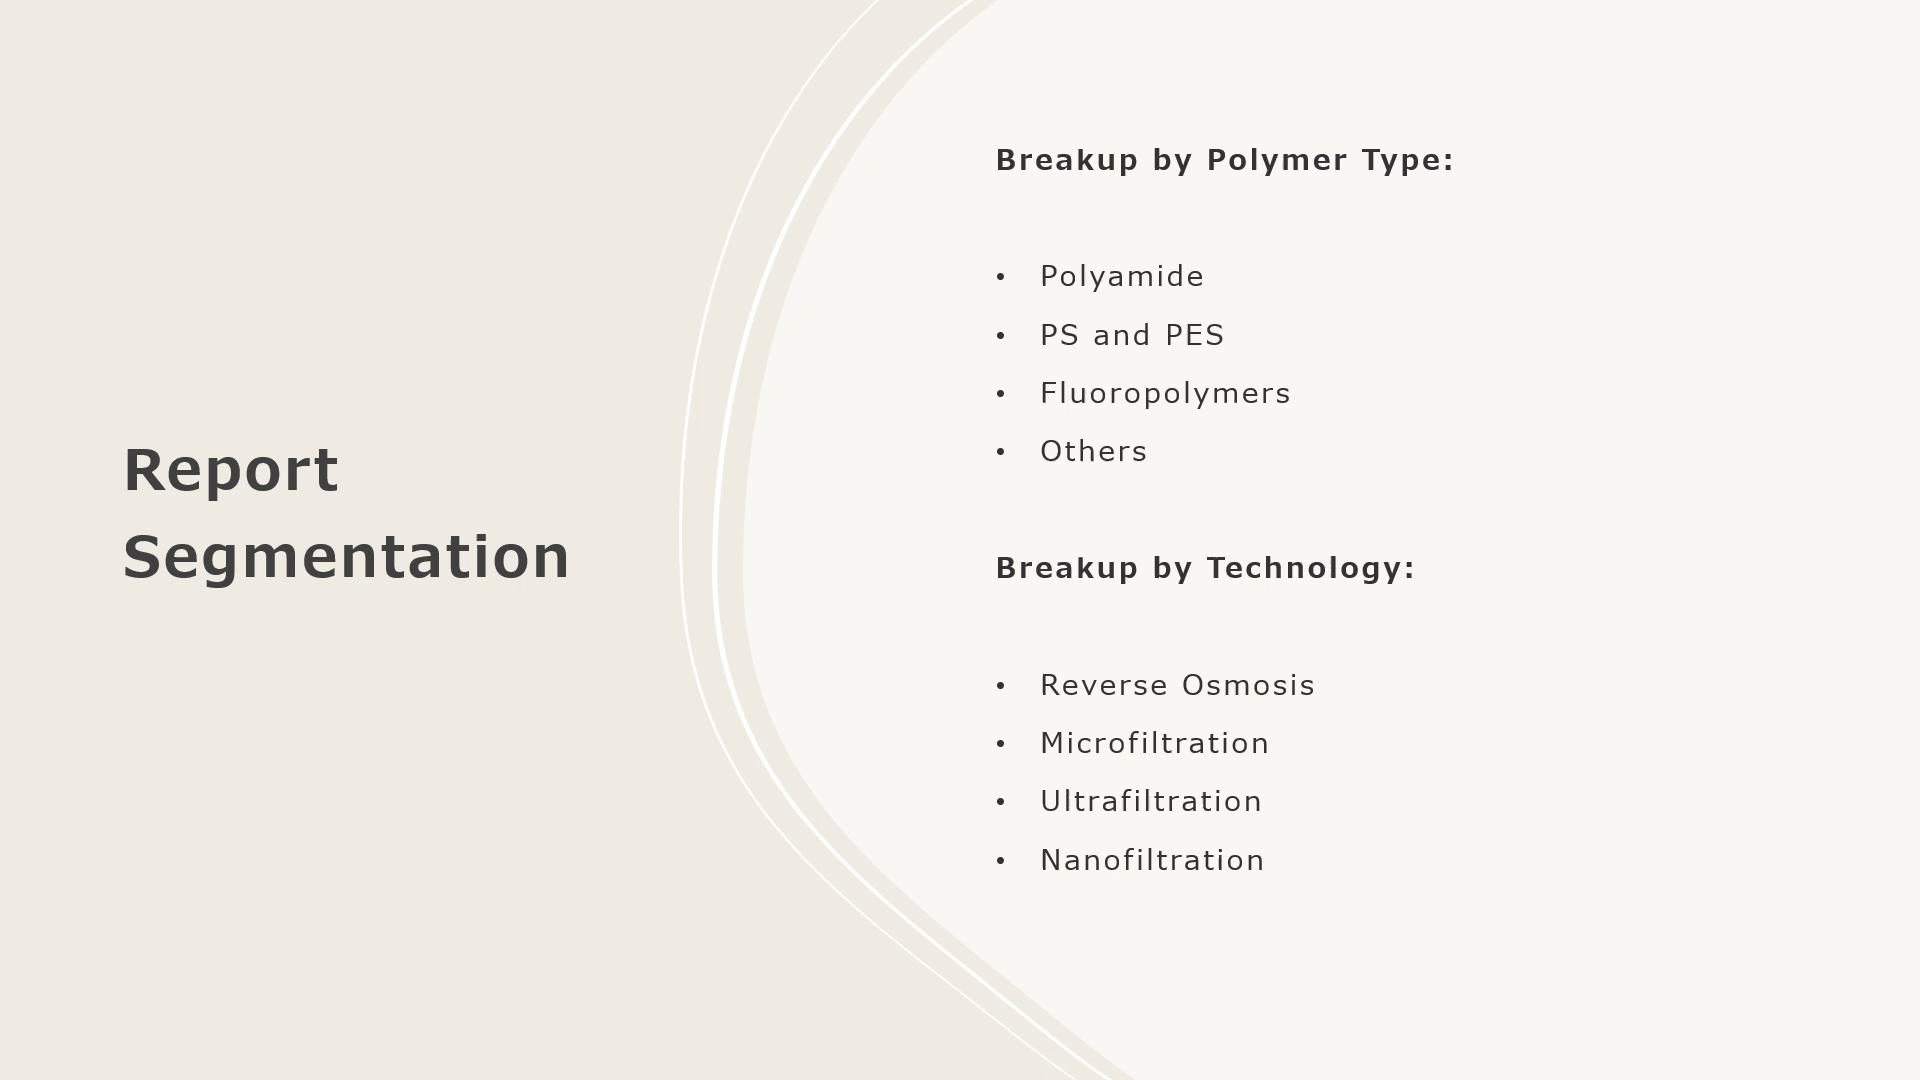 Report
Segmentation
Breakup by Polymer Type:
• Polyamide
• PS and PES
• Fluoropolymers
• Others
Breakup by Technology:
• Reverse Osmosis
• Microfiltration
• Ultrafiltration
• Nanofiltration